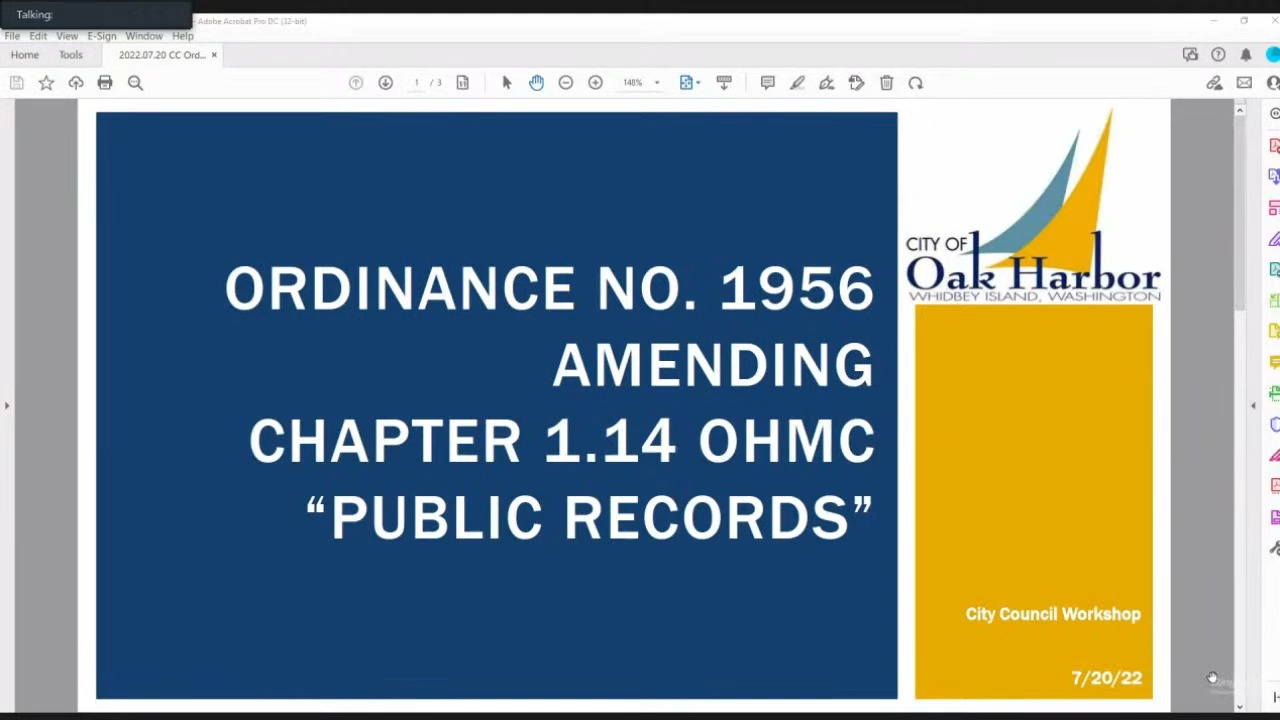 Talking:
- Adobe Acrobat Pro DC (32-bit)
File Edit View E-Sign Window Help
Home Tools 2022.07.20 CC Ord... ×
1 / 3 148%
CITY OF
Oak Harbor
WHIDBEY ISLAND, WASHINGTON
ORDINANCE NO. 1956
AMENDING
CHAPTER 1.14 OHMC
“PUBLIC RECORDS”
City Council Workshop
7/20/22